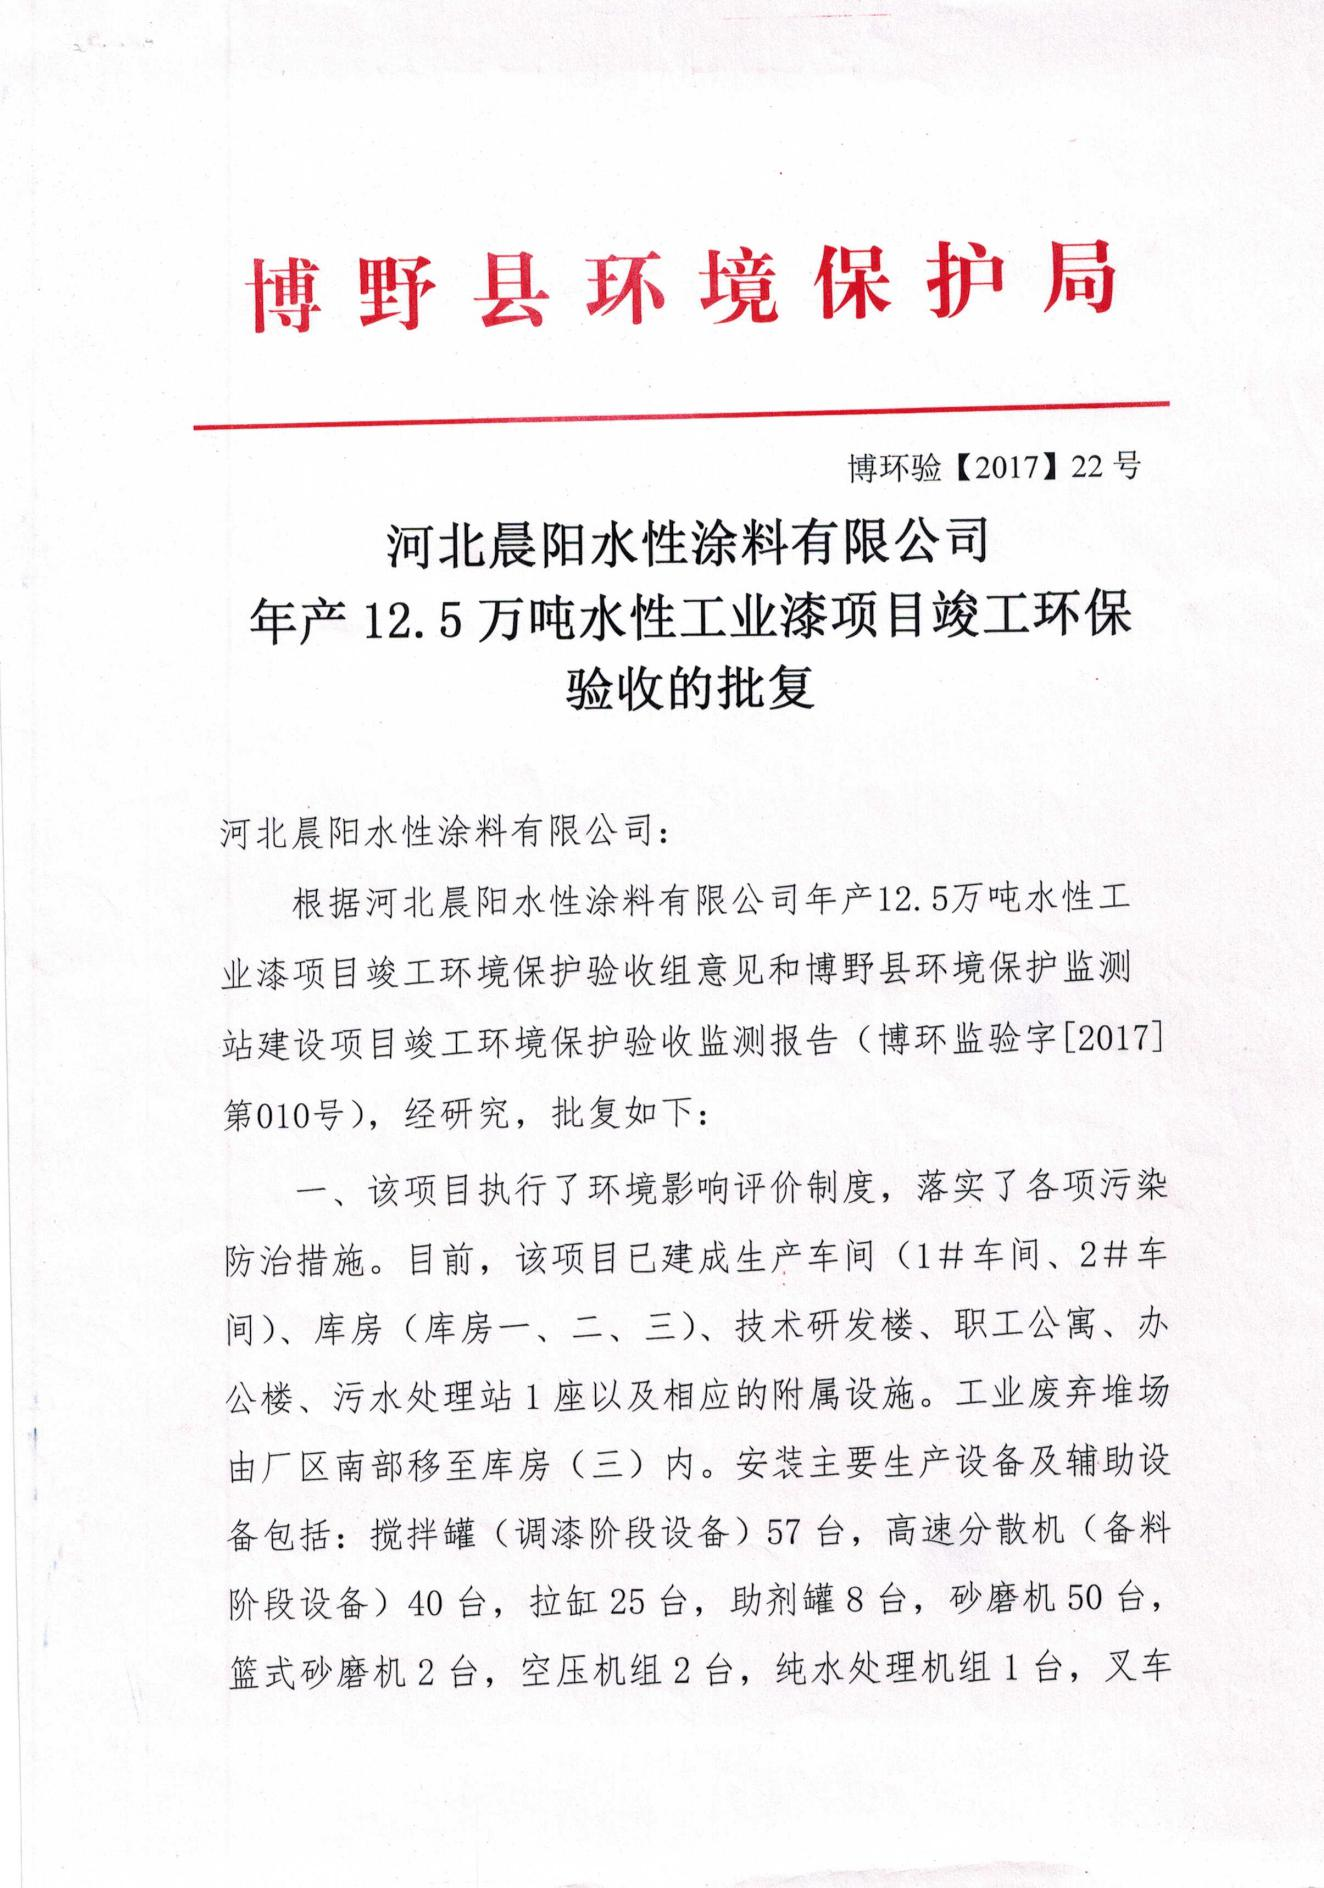 博野县环境保护局
博环验【2017】22 号
河北晨阳水性涂料有限公司
年产 12.5 万吨水性工业漆项目竣工环保
验收的批复
河北晨阳水性涂料有限公司：
根据河北晨阳水性涂料有限公司年产12.5万吨水性工
业漆项目竣工环境保护验收组意见和博野县环境保护监测
站建设项目竣工环境保护验收监测报告（博环监验字[2017]
第010号），经研究，批复如下：
一、该项目执行了环境影响评价制度，落实了各项污染
防治措施。目前，该项目已建成生产车间（1#车间、2#车
间）、库房（库房一、二、三）、技术研发楼、职工公寓、办
公楼、污水处理站 1 座以及相应的附属设施。工业废弃堆场
由厂区南部移至库房（三）内。安装主要生产设备及辅助设
备包括：搅拌罐（调漆阶段设备）57 台，高速分散机（备料
阶段设备）40 台，拉缸 25 台，助剂罐 8 台，砂磨机 50 台，
篮式砂磨机 2 台，空压机组 2 台，纯水处理机组 1 台，叉车